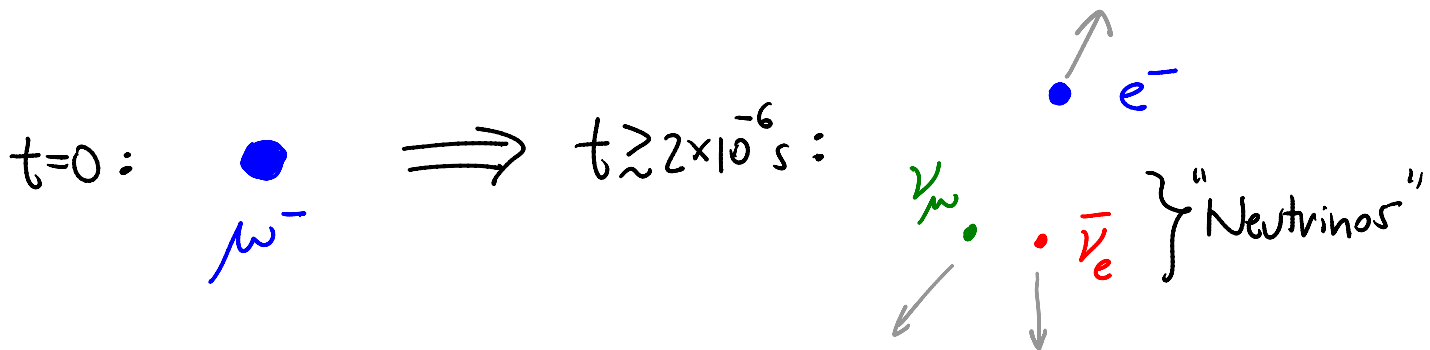 t=0: μ⁻ ⟹ t≳2×10⁻⁶s: e⁻
ν_μ ν̄_e } "Neutrinos"